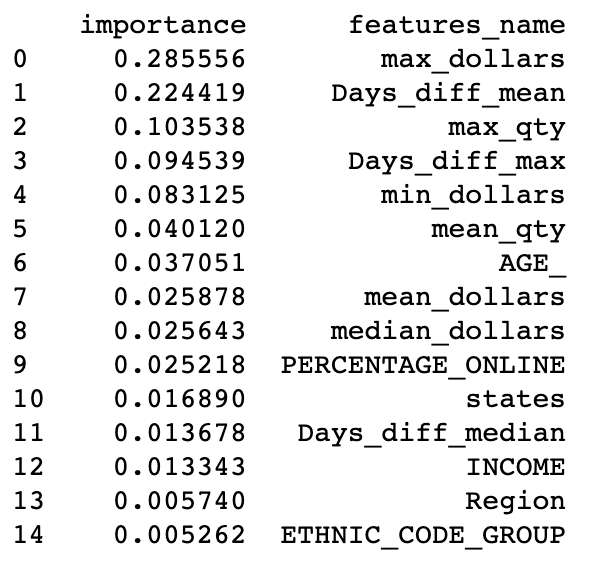 importance features_name
0 0.285556 max_dollars
1 0.224419 Days_diff_mean
2 0.103538 max_qty
3 0.094539 Days_diff_max
4 0.083125 min_dollars
5 0.040120 mean_qty
6 0.037051 AGE_
7 0.025878 mean_dollars
8 0.025643 median_dollars
9 0.025218 PERCENTAGE_ONLINE
10 0.016890 states
11 0.013678 Days_diff_median
12 0.013343 INCOME
13 0.005740 Region
14 0.005262 ETHNIC_CODE_GROUP